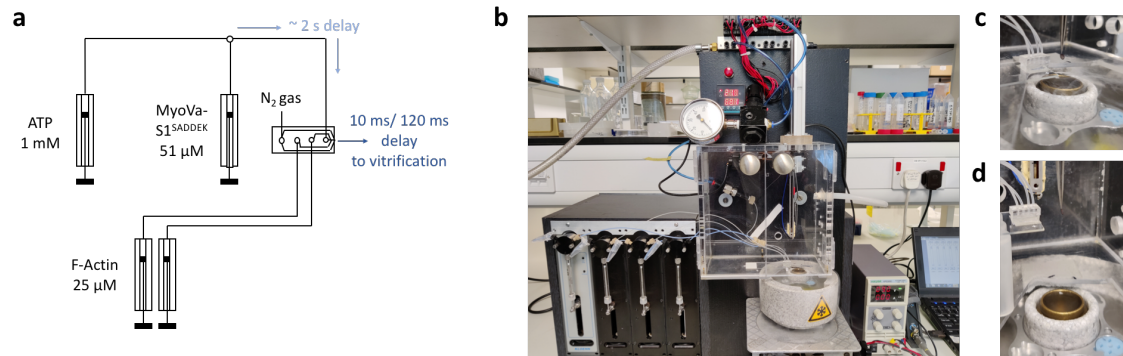 a
~ 2 s delay
ATP
1 mM
MyoVa-
S1SADDEK
51 µM
N2 gas
10 ms/ 120 ms
delay
to vitrification
F-Actin
25 µM
b
c
d